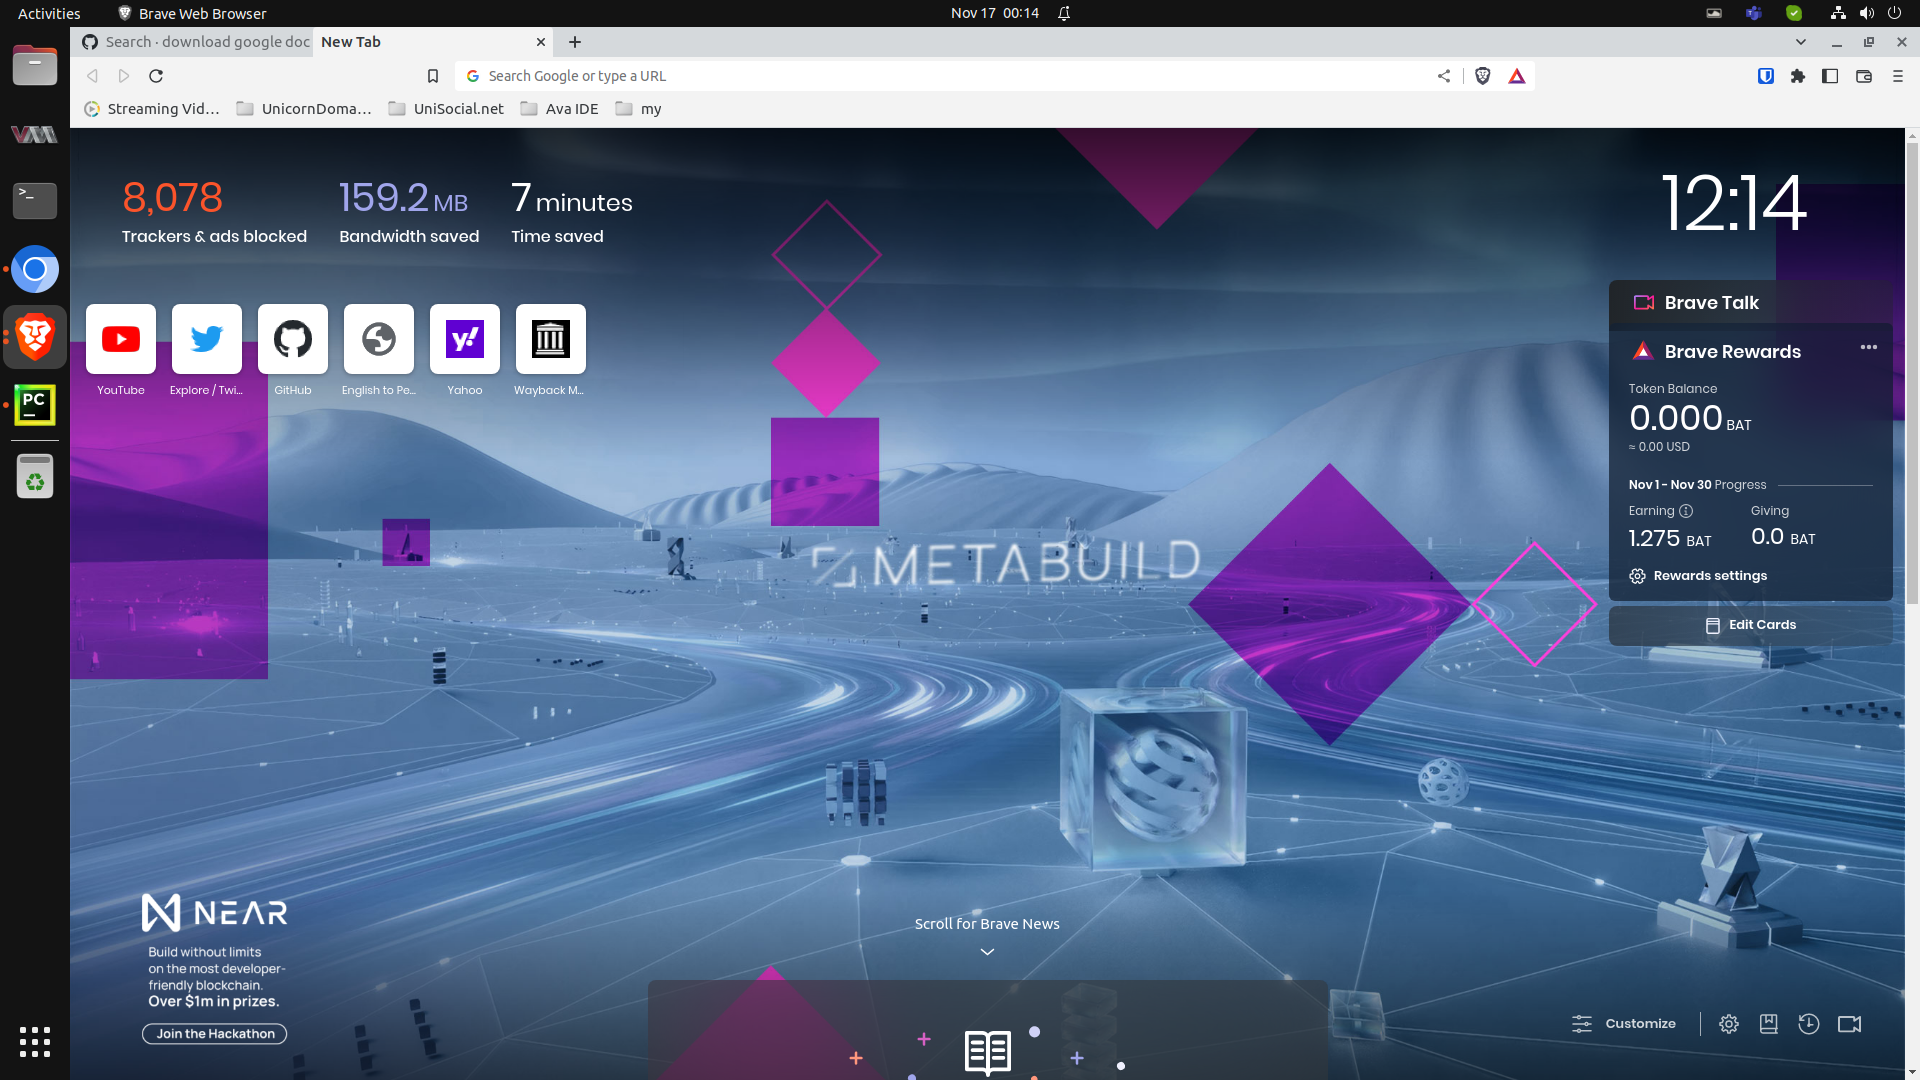 Activities
Brave Web Browser
Nov 17 00:14
Search · download google doc
New Tab
Search Google or type a URL
Streaming Vid...
UnicornDoma...
UniSocial.net
Ava IDE
my
8,078
Trackers & ads blocked
159.2 MB
Bandwidth saved
7 minutes
Time saved
12:14
YouTube
Explore / Twi...
GitHub
English to Pe...
Yahoo
Wayback M...
Brave Talk
Brave Rewards
Token Balance
0.000 BAT
≈ 0.00 USD
Nov 1 - Nov 30 Progress
Earning
Giving
1.275 BAT
0.0 BAT
Rewards settings
Edit Cards
METABUILD
NEAR
Build without limits
on the most developer-
friendly blockchain.
Over $1m in prizes.
Join the Hackathon
Scroll for Brave News
Customize
PC
y!